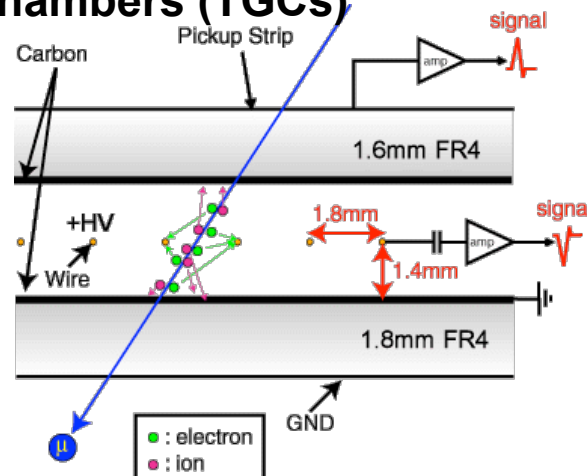 hambers (TGCs)
signal
Pickup Strip
Carbon
amp
1.6mm FR4
+HV
1.8mm
signa
amp
Wire
1.4mm
1.8mm FR4
GND
μ
: electron
: ion